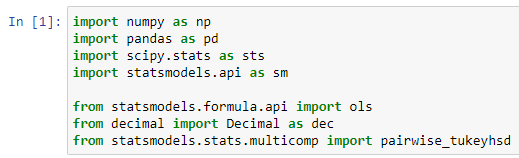 In [1]: import numpy as np
import pandas as pd
import scipy.stats as sts
import statsmodels.api as sm
from statsmodels.formula.api import ols
from decimal import Decimal as dec
from statsmodels.stats.multicomp import pairwise_tukeyhsd